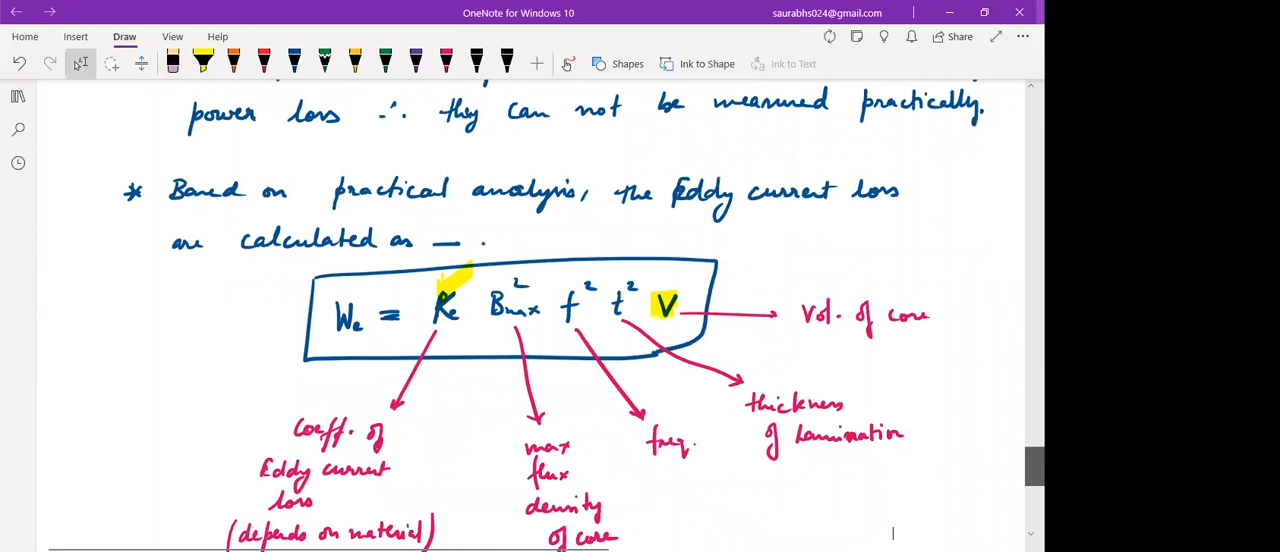 OneNote for Windows 10
saurabhs024@gmail.com
Home Insert Draw View Help
Share
Shapes Ink to Shape Ink to Text
power loss ∴ they can not be measured practically.
* Based on practical analysis, the Eddy current loss
are calculated as — .
We = Ke Bmax² f² t² V
Vol. of core
thickness
of lamination
freq.
max
flux
density
of core
Coeff. of
Eddy current
loss
(depends on material)